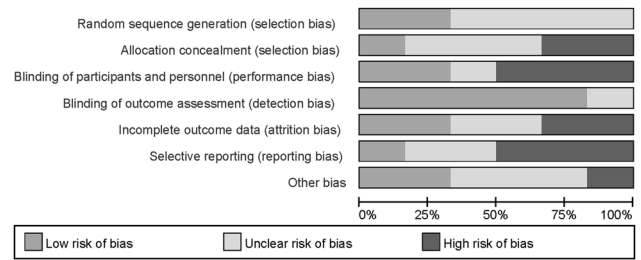 Random sequence generation (selection bias)
Allocation concealment (selection bias)
Blinding of participants and personnel (performance bias)
Blinding of outcome assessment (detection bias)
Incomplete outcome data (attrition bias)
Selective reporting (reporting bias)
Other bias
0% 25% 50% 75% 100%
Low risk of bias Unclear risk of bias High risk of bias